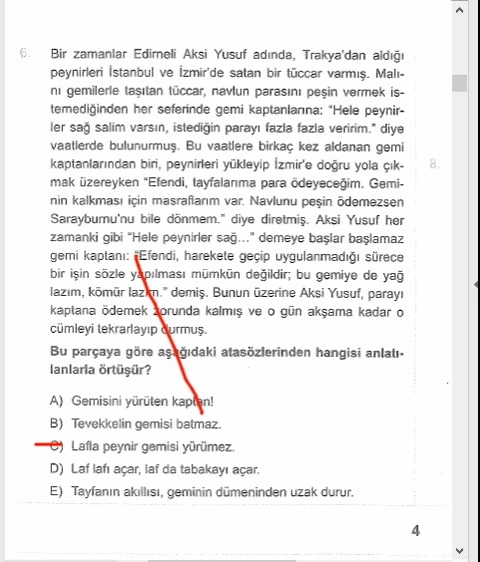 6.
Bir zamanlar Edirneli Aksi Yusuf adında, Trakya'dan aldığı
peynirleri İstanbul ve İzmir'de satan bir tüccar varmış. Malı-
nı gemilerle taşıtan tüccar, navlun parasını peşin vermek is-
temediğinden her seferinde gemi kaptanlarına: "Hele peynir-
ler sağ salim varsın, istediğin parayı fazla fazla veririm." diye
vaatlerde bulunurmuş. Bu vaatlere birkaç kez aldanan gemi
kaptanlarından biri, peynirleri yükleyip İzmir'e doğru yola çık-
mak üzereyken "Efendi, tayfalarıma para ödeyeceğim. Gemi-
nin kalkması için masraflarım var. Navlunu peşin ödemezsen
Sarayburnu'nu bile dönmem." diye diretmiş. Aksi Yusuf her
zamanki gibi "Hele peynirler sağ..." demeye başlar başlamaz
gemi kaptanı: "Efendi, harekete geçip uygulanmadığı sürece
bir işin sözle yapılması mümkün değildir; bu gemiye de yağ
lazım, kömür lazım." demiş. Bunun üzerine Aksi Yusuf, parayı
kaptana ödemek zorunda kalmış ve o gün akşama kadar o
cümleyi tekrarlayıp durmuş.
Bu parçaya göre aşağıdaki atasözlerinden hangisi anlatı-
lanlarla örtüşür?
A) Gemisini yürüten kaptan!
B) Tevekkelin gemisi batmaz.
C) Lafla peynir gemisi yürümez.
D) Laf lafı açar, laf da tabakayı açar.
E) Tayfanın akıllısı, geminin dümeninden uzak durur.
8.
4